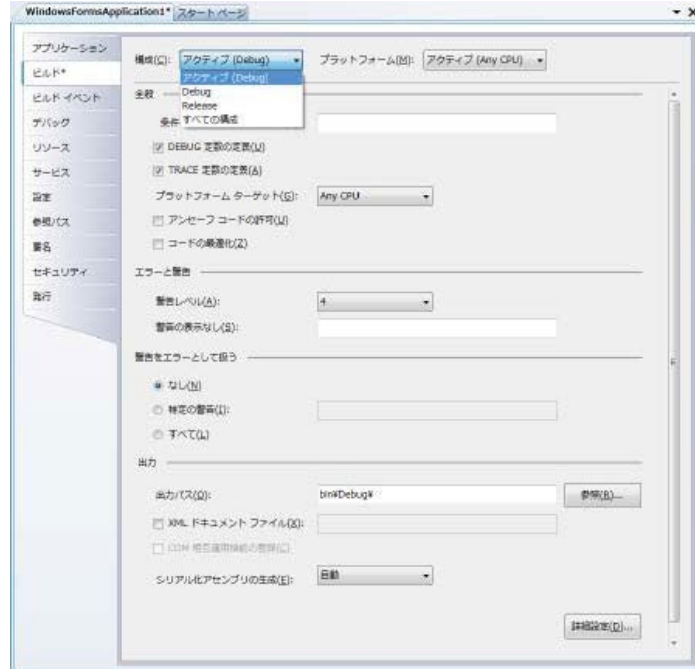 WindowsFormsApplication1* スタート ページ
アプリケーション
ビルド*
ビルド イベント
デバッグ
リソース
サービス
設定
参照パス
署名
セキュリティ
発行
構成(C): アクティブ (Debug) プラットフォーム(M): アクティブ (Any CPU)
アクティブ (Debug)
Debug
Release
すべての構成
全般
条件
DEBUG 定数の定義(U)
TRACE 定数の定義(A)
プラットフォーム ターゲット(G): Any CPU
アンセーフ コードの許可(U)
コードの最適化(Z)
エラーと警告
警告レベル(A): 4
警告の表示なし(S):
警告をエラーとして扱う
なし(N)
特定の警告(I):
すべて(L)
出力
出力パス(O): bin¥Debug¥ 参照(R)...
XML ドキュメント ファイル(X):
COM 相互運用機能の登録(C)
シリアル化アセンブリの生成(E): 自動
詳細設定(D)...